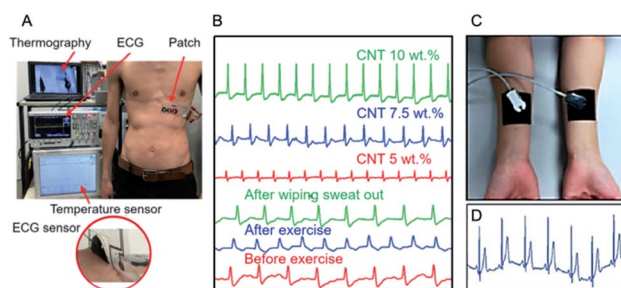 A
Thermography
ECG
Patch
Temperature sensor
ECG sensor
B
CNT 10 wt.%
CNT 7.5 wt.%
CNT 5 wt.%
After wiping sweat out
After exercise
Before exercise
C
D